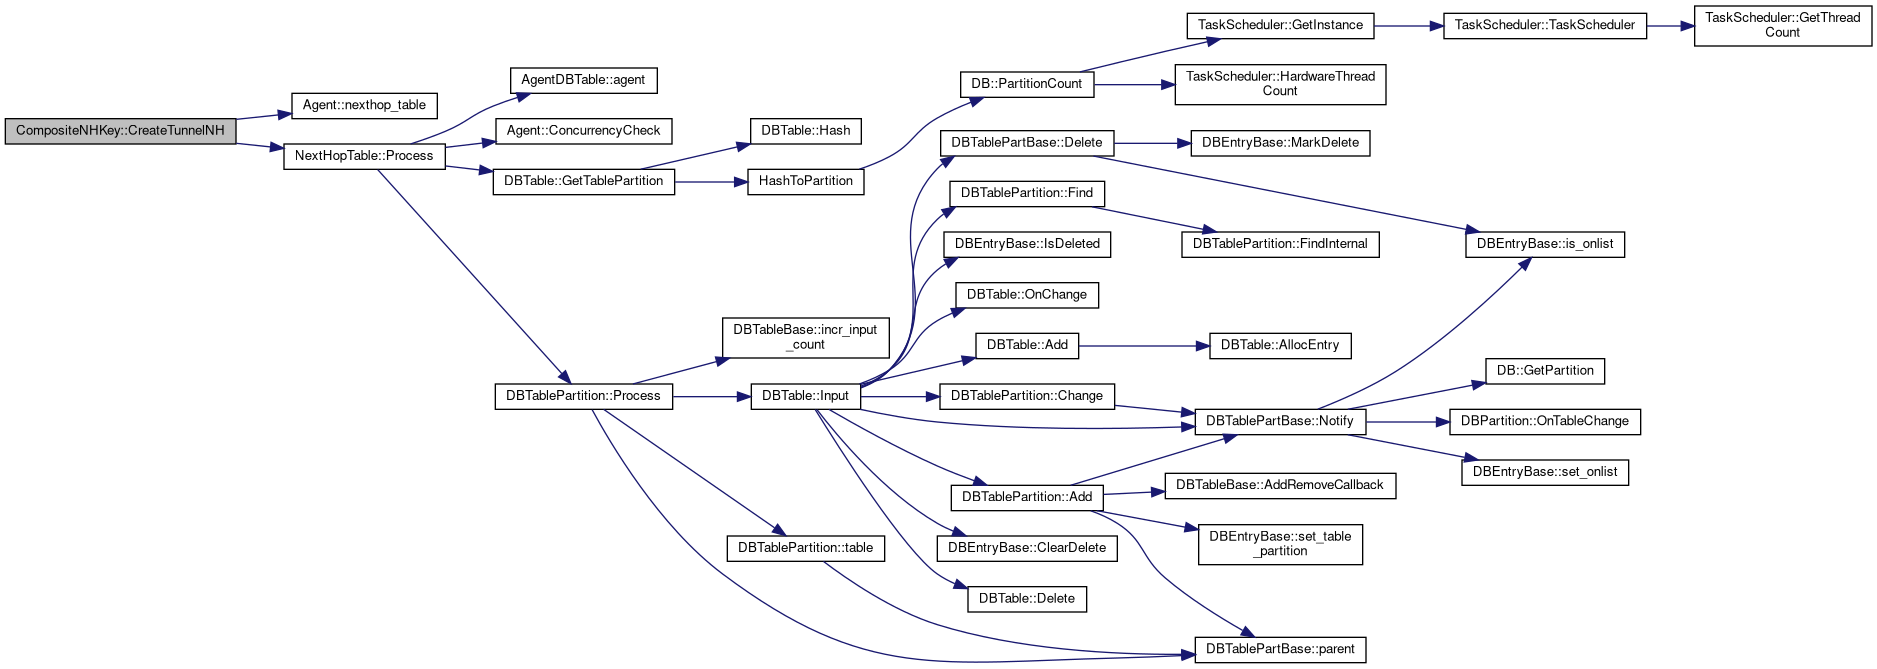 CompositeNHKey::CreateTunnelNH
Agent::nexthop_table
NextHopTable::Process
AgentDBTable::agent
Agent::ConcurrencyCheck
DBTable::GetTablePartition
DBTable::Hash
HashToPartition
DB::PartitionCount
TaskScheduler::GetInstance
TaskScheduler::TaskScheduler
TaskScheduler::GetThread
Count
TaskScheduler::HardwareThread
Count
DBTablePartition::Process
DBTableBase::incr_input
_count
DBTable::Input
DBTablePartition::table
DBTablePartBase::Delete
DBEntryBase::MarkDelete
DBTablePartition::Find
DBTablePartition::FindInternal
DBEntryBase::is_onlist
DBEntryBase::IsDeleted
DBTable::OnChange
DBTable::Add
DBTable::AllocEntry
DBTablePartition::Change
DBTablePartBase::Notify
DB::GetPartition
DBPartition::OnTableChange
DBEntryBase::set_onlist
DBTablePartition::Add
DBTableBase::AddRemoveCallback
DBEntryBase::set_table
_partition
DBEntryBase::ClearDelete
DBTable::Delete
DBTablePartBase::parent